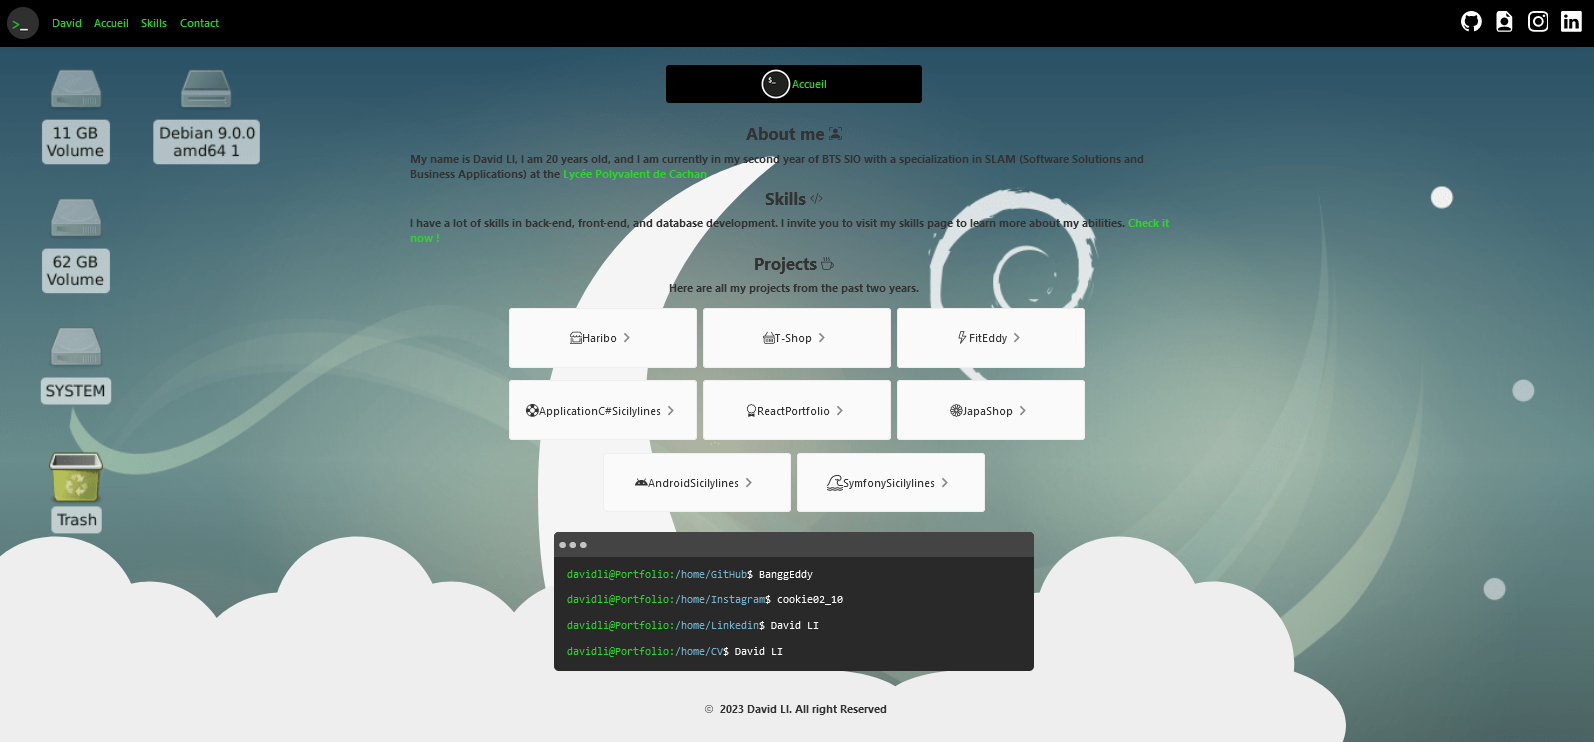 >_ David Accueil Skills Contact
$_ Accueil
11 GB
Volume
Debian 9.0.0
amd64 1
62 GB
Volume
SYSTEM
Trash
About me
My name is David LI, I am 20 years old, and I am currently in my second year of BTS SIO with a specialization in SLAM (Software Solutions and
Business Applications) at the Lycée Polyvalent de Cachan
Skills </>
I have a lot of skills in back-end, front-end, and database development. I invite you to visit my skills page to learn more about my abilities. Check it
now !
Projects
Here are all my projects from the past two years.
Haribo
T-Shop
FitEddy
ApplicationC#Sicilylines
ReactPortfolio
JapaShop
AndroidSicilylines
SymfonySicilylines
davidli@Portfolio:/home/GitHub$ BanggEddy
davidli@Portfolio:/home/Instagram$ cookie02_10
davidli@Portfolio:/home/Linkedin$ David LI
davidli@Portfolio:/home/CV$ David LI
© 2023 David LI. All right Reserved